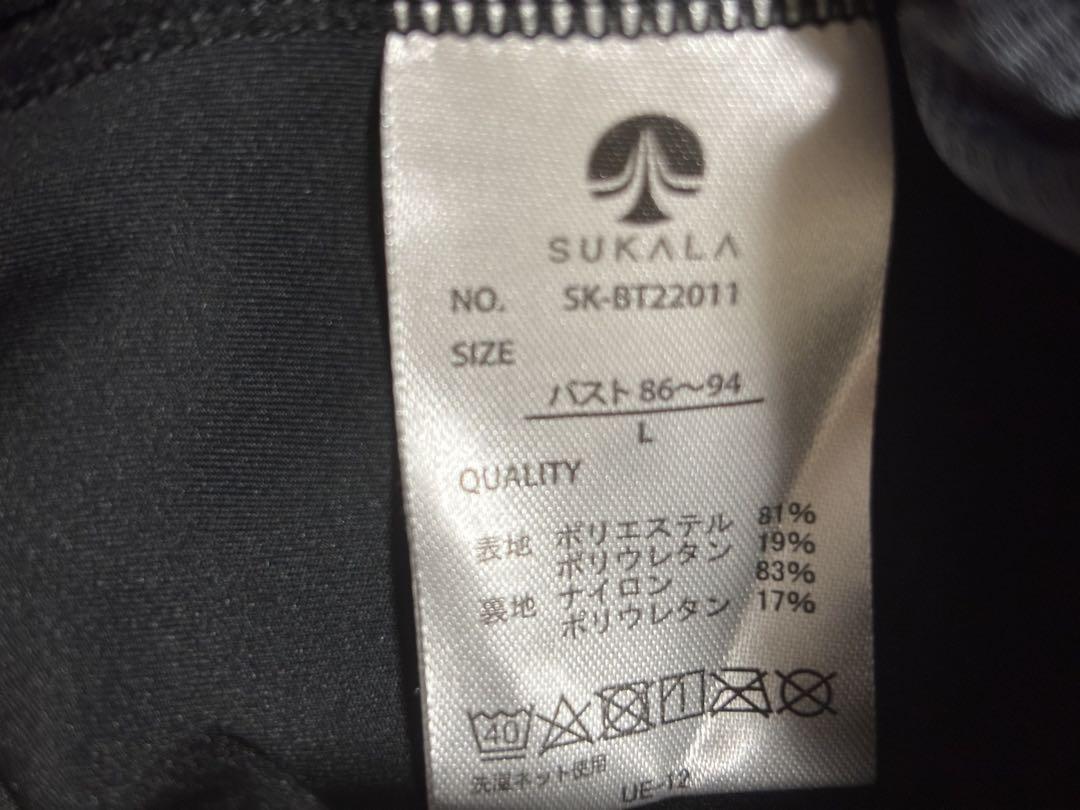 SUKALA
NO. SK-BT22011
SIZE
バスト 86〜94
L
QUALITY
表地 ポリエステル 81%
ポリウレタン 19%
裏地 ナイロン 83%
ポリウレタン 17%
40
洗濯ネット使用
UE-12